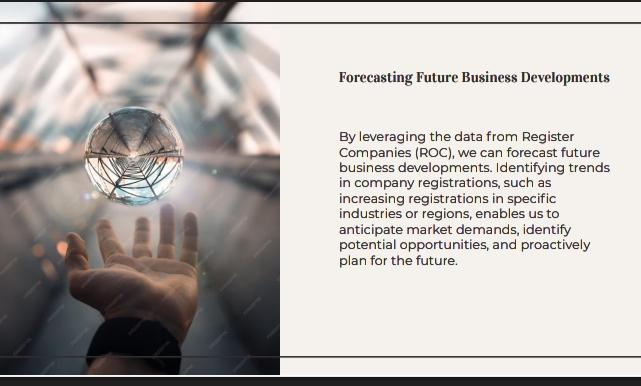 Forecasting Future Business Developments
By leveraging the data from Register
Companies (ROC), we can forecast future
business developments. Identifying trends
in company registrations, such as
increasing registrations in specific
industries or regions, enables us to
anticipate market demands, identify
potential opportunities, and proactively
plan for the future.